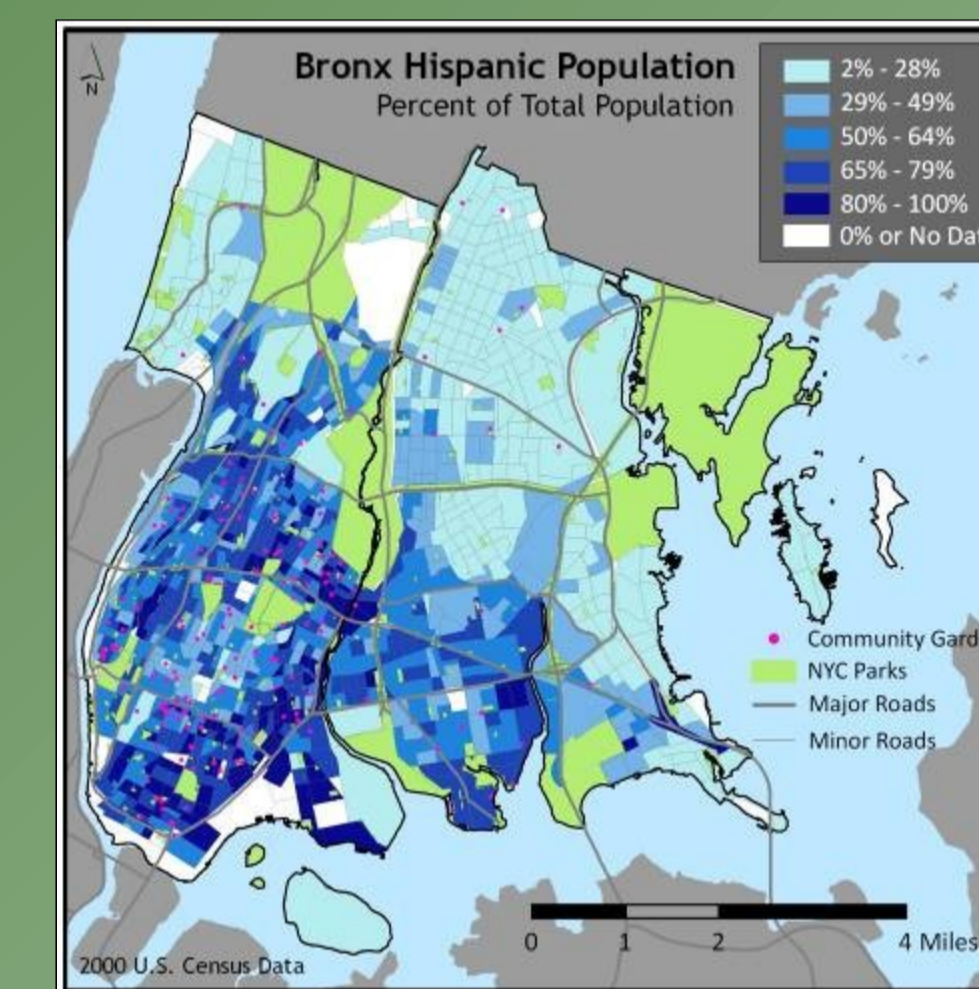 Bronx Hispanic Population
Percent of Total Population
2% - 28%
29% - 49%
50% - 64%
65% - 79%
80% - 100%
0% or No Da
N
Community Gard
NYC Parks
Major Roads
Minor Roads
0 1 2 4 Miles
2000 U.S. Census Data